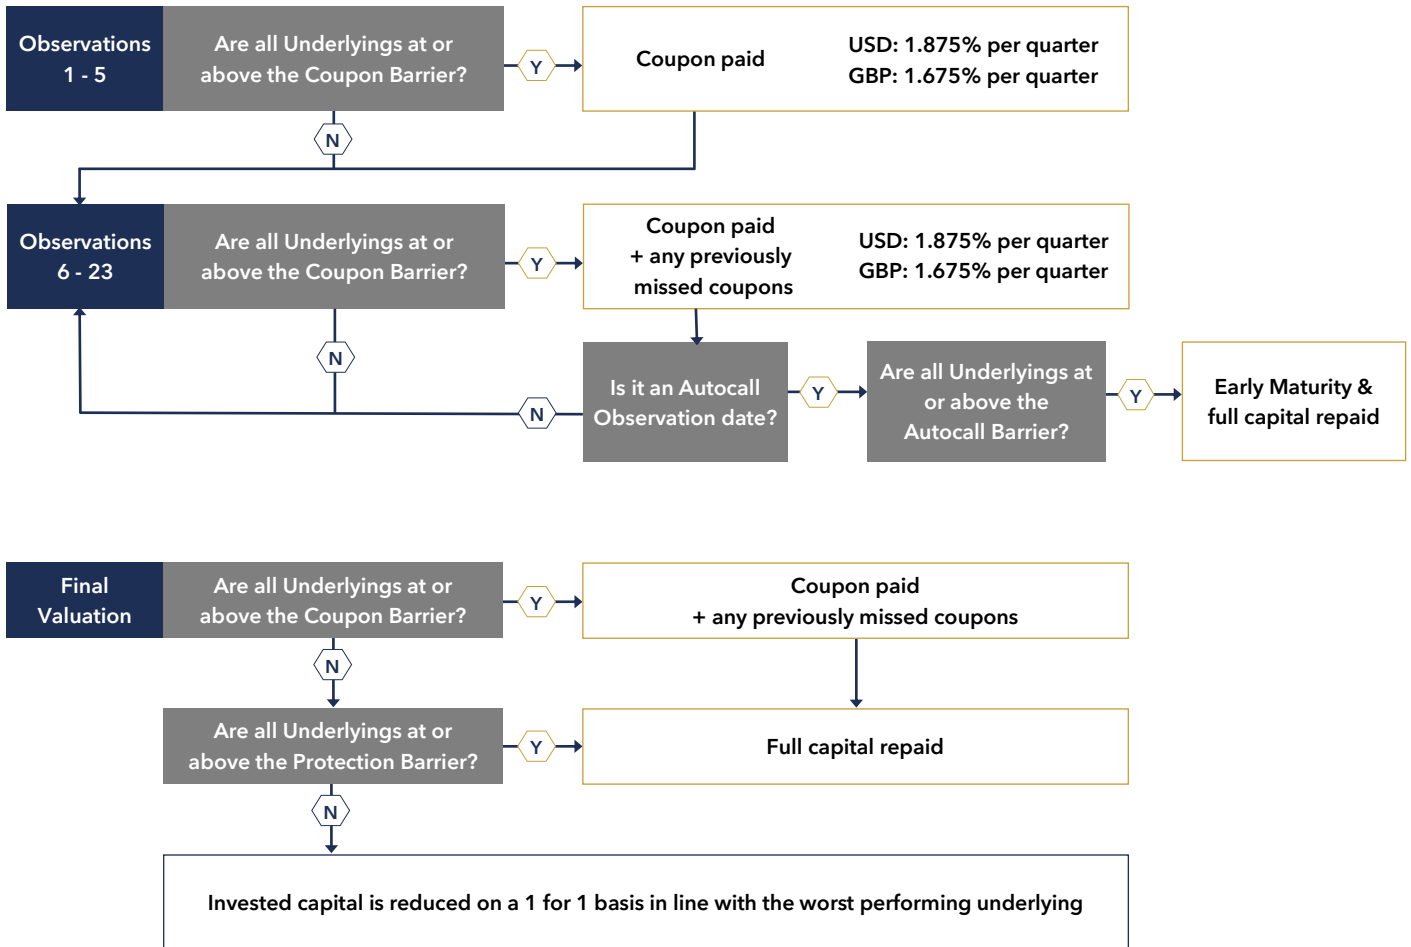 Observations
1 - 5
Are all Underlyings at or
above the Coupon Barrier?
Y
Coupon paid
USD: 1.875% per quarter
GBP: 1.675% per quarter
N
Observations
6 - 23
Are all Underlyings at or
above the Coupon Barrier?
Y
Coupon paid
+ any previously
missed coupons
USD: 1.875% per quarter
GBP: 1.675% per quarter
N
N
Is it an Autocall
Observation date?
Y
Are all Underlyings at
or above the
Autocall Barrier?
Y
Early Maturity &
full capital repaid
Final
Valuation
Are all Underlyings at or
above the Coupon Barrier?
Y
Coupon paid
+ any previously missed coupons
N
Are all Underlyings at or
above the Protection Barrier?
Y
Full capital repaid
N
Invested capital is reduced on a 1 for 1 basis in line with the worst performing underlying